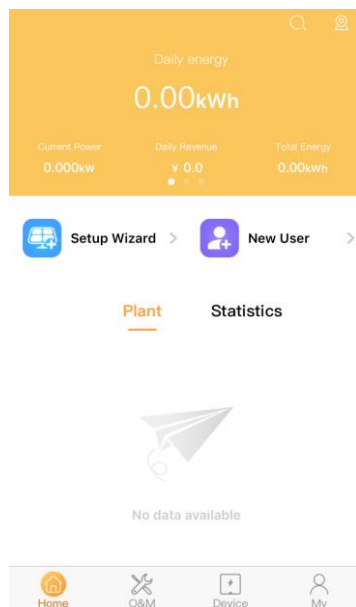 Daily energy
0.00kWh
Current Power Daily Revenue Total Energy
0.000kW ¥ 0.0 0.00kWh
Setup Wizard New User
Plant Statistics
No data available
Home O&M Device My